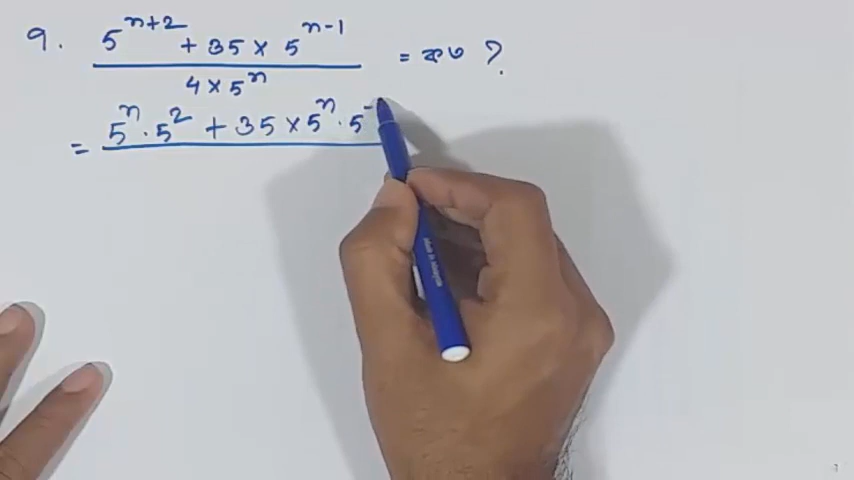 9. 5^{n+2} + 35 × 5^{n-1} / 4 × 5^n = কত ?
= 5^n · 5^2 + 35 × 5^n · 5^-